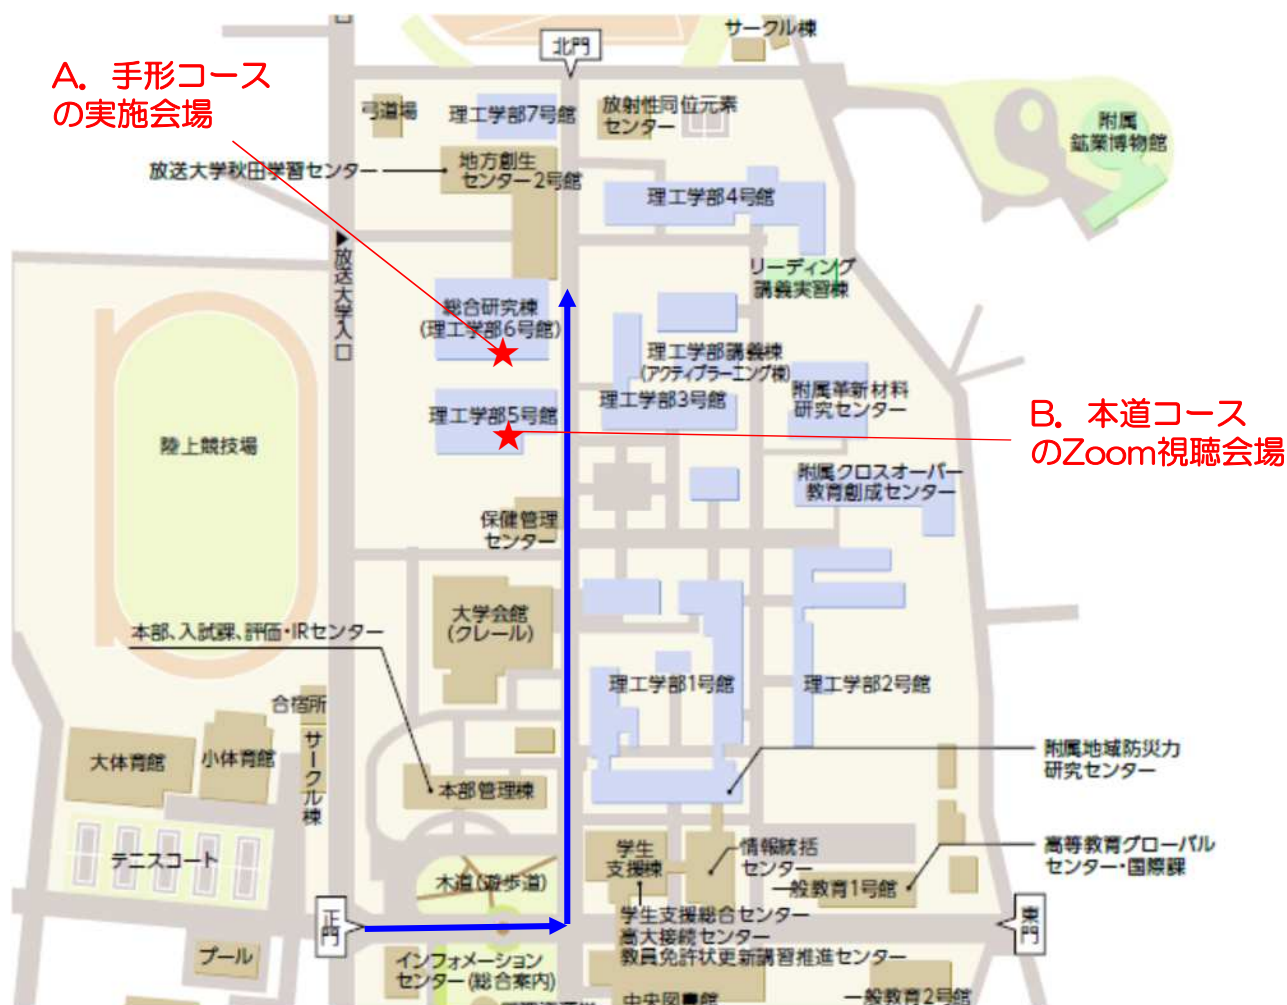 サークル棟
北門
A. 手形コース
の実施会場
弓道場
理工学部7号館
放射性同位元素
センター
附属
鉱業博物館
放送大学秋田学習センター
地方創生
センター2号館
理工学部4号館
▶放送大学入口
リーディング
講義実習棟
総合研究棟
(理工学部6号館)
理工学部講義棟
(アクティブラーニング棟)
理工学部3号館
附属革新材料
研究センター
理工学部5号館
B. 本道コース
のZoom視聴会場
陸上競技場
附属クロスオーバー
教育創成センター
保健管理
センター
大学会館
(クレール)
本部、入試課、評価・IRセンター
理工学部1号館
理工学部2号館
合宿所
サークル棟
大体育館
小体育館
附属地域防災力
研究センター
本部管理棟
テニスコート
学生
支援棟
情報統括
センター
高等教育グローバル
センター・国際課
木道(遊歩道)
一般教育1号館
正門
学生支援総合センター
高大接続センター
教員免許状更新講習推進センター
東門
プール
インフォメーション
センター(総合案内)
中央図書館
一般教育2号館